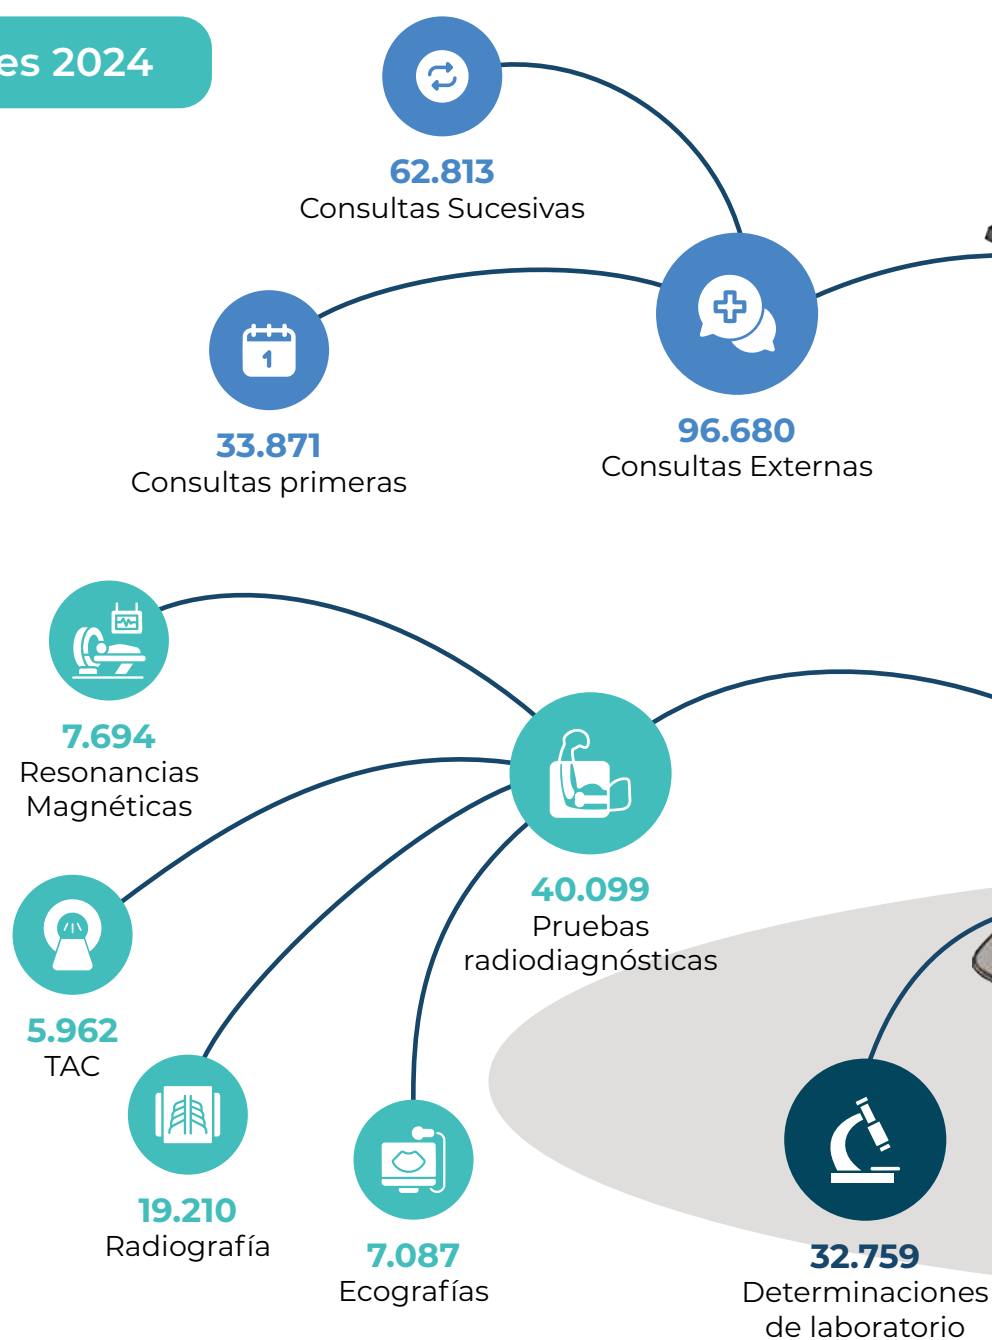 es 2024
62.813
Consultas Sucesivas
33.871
Consultas primeras
96.680
Consultas Externas
7.694
Resonancias
Magnéticas
40.099
Pruebas
radiodiagnósticas
5.962
TAC
19.210
Radiografía
7.087
Ecografías
32.759
Determinaciones
de laboratorio
1